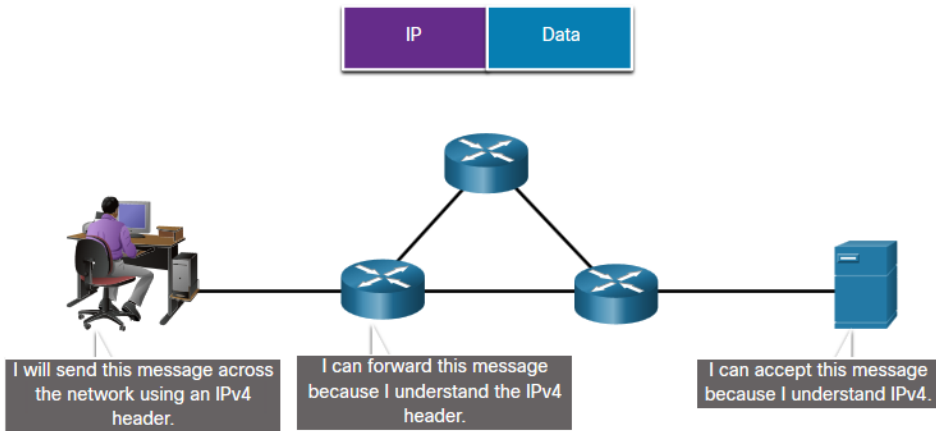 IP
Data
I will send this message across
the network using an IPv4
header.
I can forward this message
because I understand the IPv4
header.
I can accept this message
because I understand IPv4.